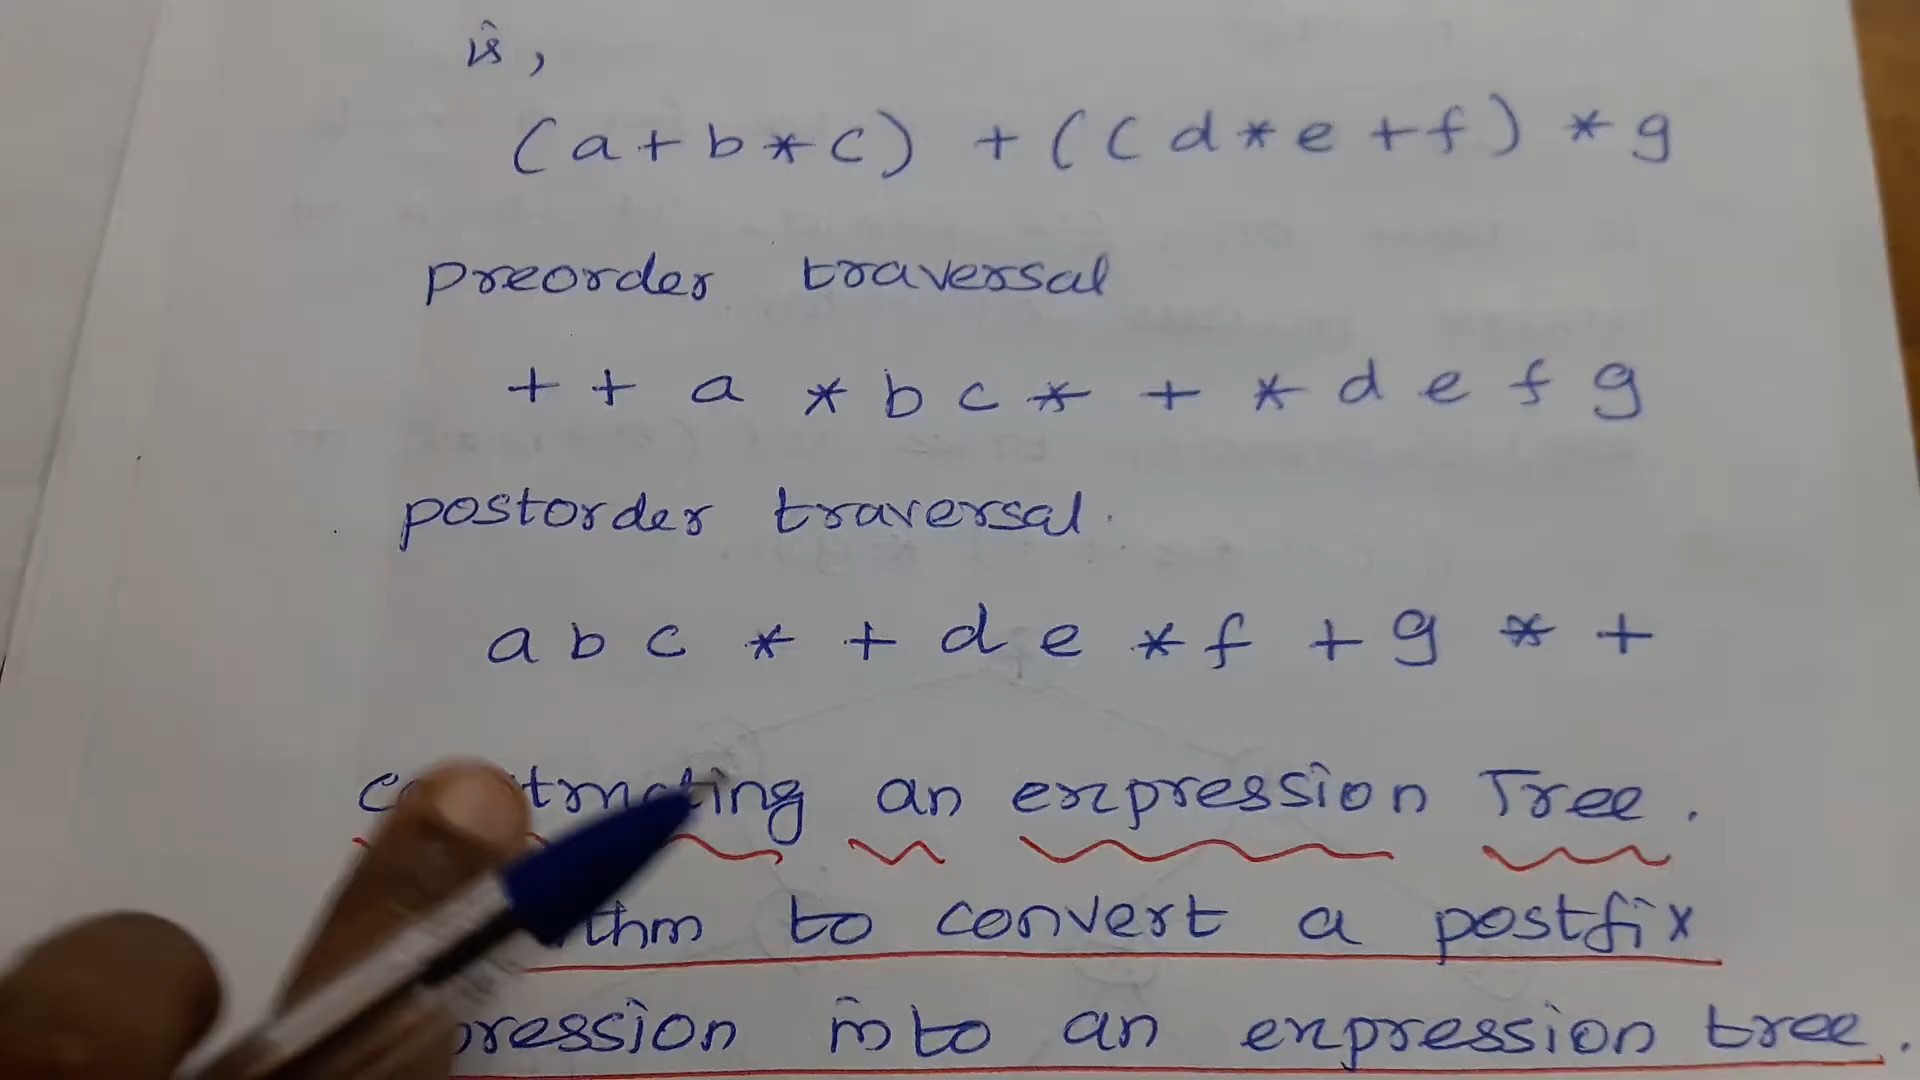 is,
(a+b*c) + ((d*e+f) * g
preorder traversal
+ + a * b c * + * d e f g
postorder traversal.
a b c * + d e * f + g * +
an expression Tree.
to convert a postfix
into an expression tree.